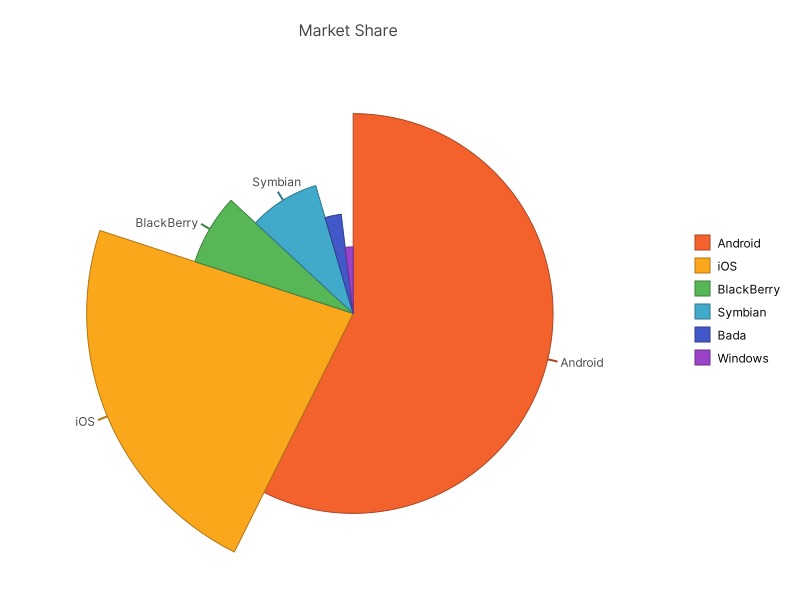 Market Share
Symbian
BlackBerry
iOS
Android
Android
iOS
BlackBerry
Symbian
Bada
Windows